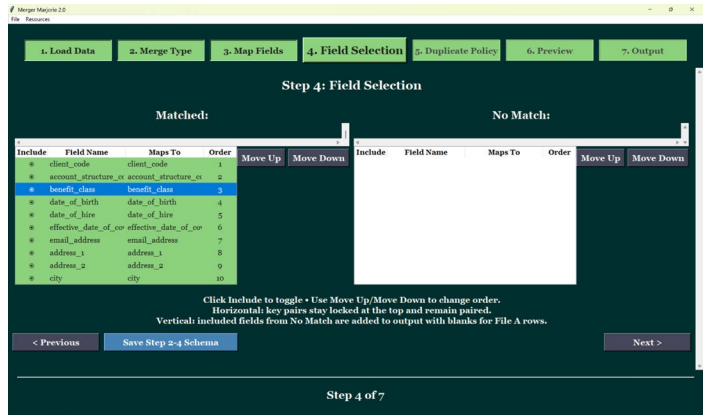 Merger Marjorie 2.0
File Resources
1. Load Data 2. Merge Type 3. Map Fields 4. Field Selection 5. Duplicate Policy 6. Preview 7. Output
Step 4: Field Selection
Matched:
Include Field Name Maps To Order
client_code client_code 1
account_structure_cc account_structure_cc 2
benefit_class benefit_class 3
date_of_birth date_of_birth 4
date_of_hire date_of_hire 5
effective_date_of_cov effective_date_of_cov 6
email_address email_address 7
address_1 address_1 8
address_2 address_2 9
city city 10
Move Up Move Down
No Match:
Include Field Name Maps To Order
Move Up Move Down
Click Include to toggle • Use Move Up/Move Down to change order.
Horizontal: key pairs stay locked at the top and remain paired.
Vertical: included fields from No Match are added to output with blanks for File A rows.
< Previous Save Step 2-4 Schema Next >
Step 4 of 7